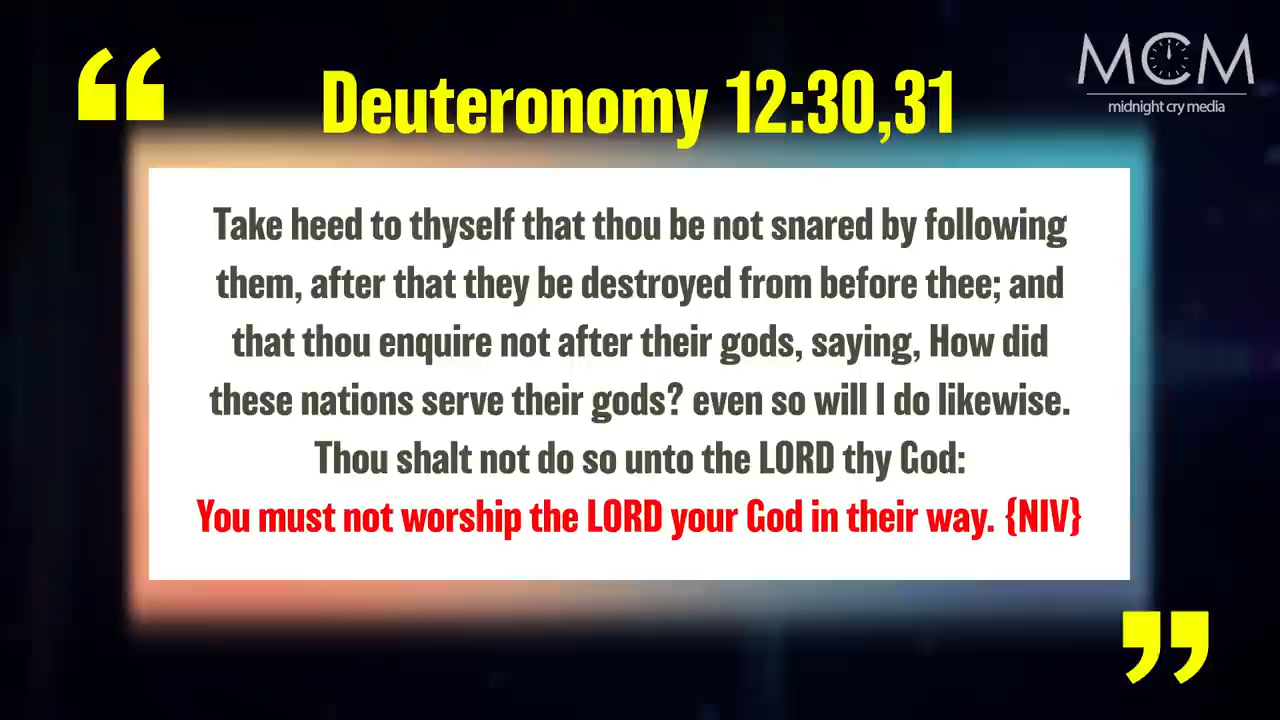 “
Deuteronomy 12:30,31
MCM
midnight cry media
Take heed to thyself that thou be not snared by following
them, after that they be destroyed from before thee; and
that thou enquire not after their gods, saying, How did
these nations serve their gods? even so will I do likewise.
Thou shalt not do so unto the LORD thy God:
You must not worship the LORD your God in their way. {NIV}
”